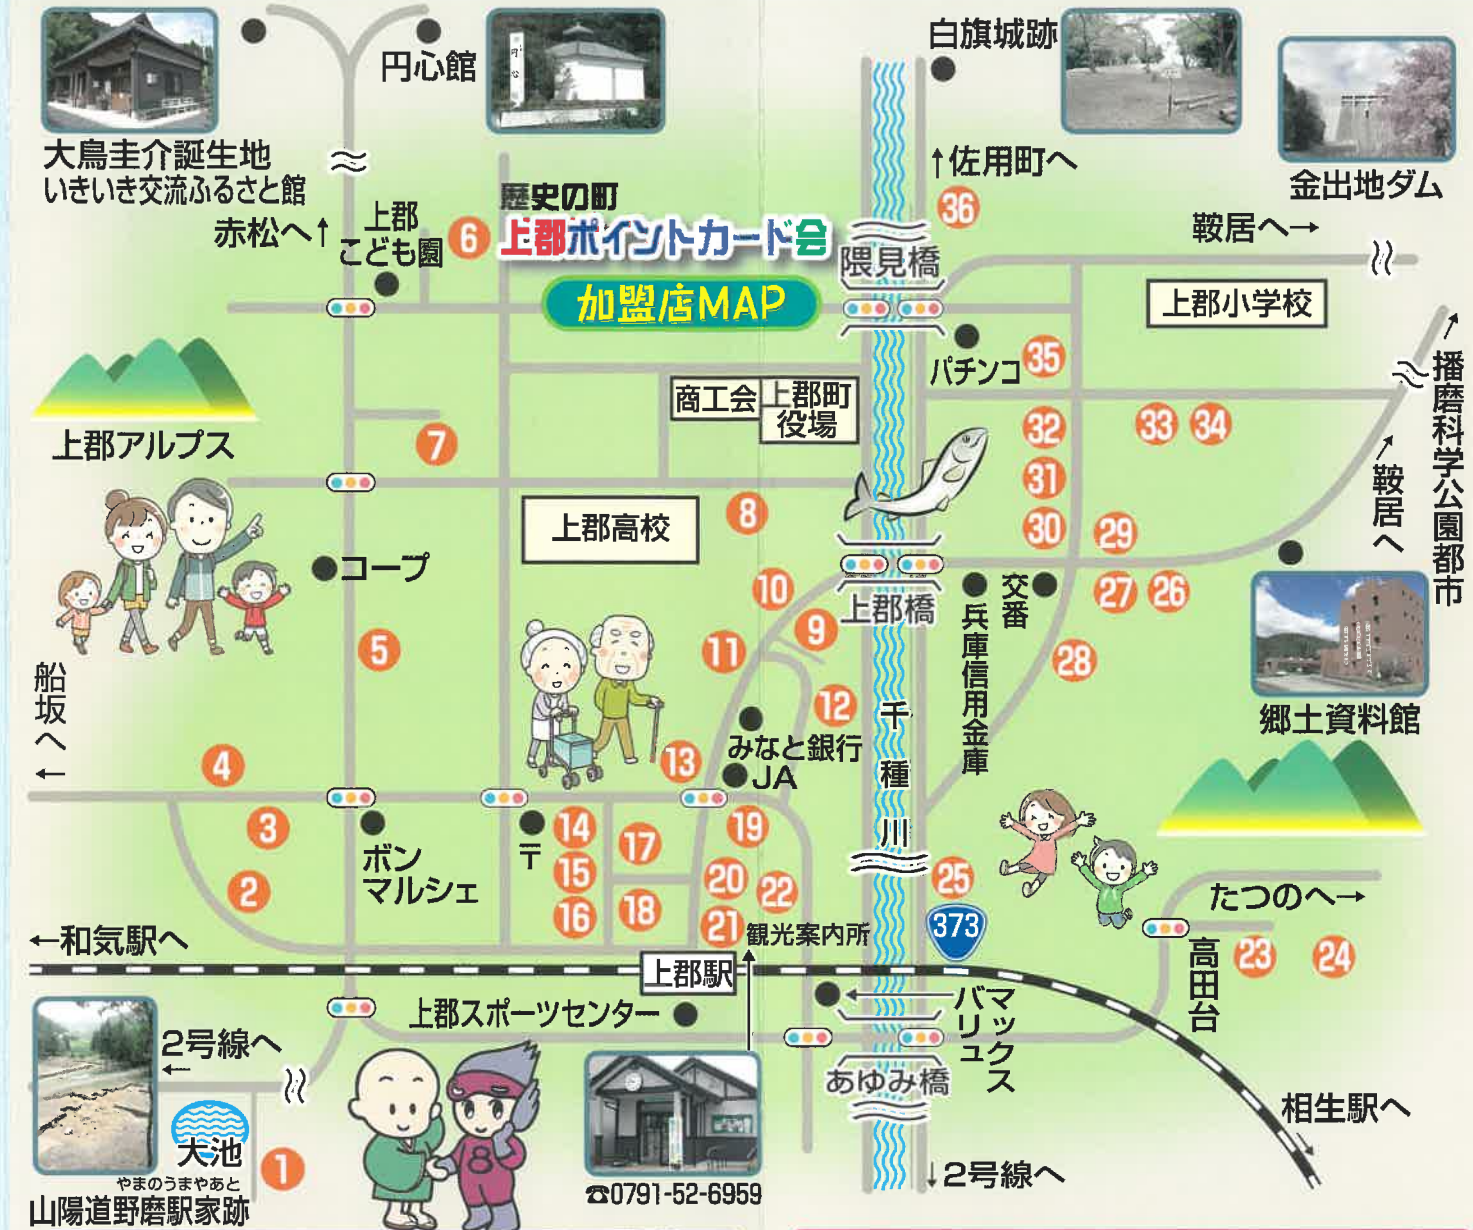 大鳥圭介誕生地
いきいき交流ふるさと館
円心館
白旗城跡
金出地ダム
↑佐用町へ
鞍居へ→
赤松へ↑
上郡
こども園
歴史の町
上郡ポイントカード会
加盟店MAP
6
36
隈見橋
上郡小学校
パチンコ
35
播磨科学公園都市
↑
商工会
上郡町
役場
上郡アルプス
7
32
33
34
31
30
29
鞍居へ
↑
8
上郡高校
コープ
10
9
上郡橋
交番
兵庫信用金庫
27
26
28
郷土資料館
5
11
12
船坂へ
←
4
13
みなと銀行
JA
千種川
3
2
ボン
マルシェ
〒
14
15
16
17
18
19
20
21
22
25
373
たつのへ→
高田台
23
24
←和気駅へ
上郡駅
観光案内所
上郡スポーツセンター
マックス
バリュ
2号線へ
←
大池
1
やまのうまやあと
山陽道野磨駅家跡
8
☎0791-52-6959
あゆみ橋
↓2号線へ
相生駅へ